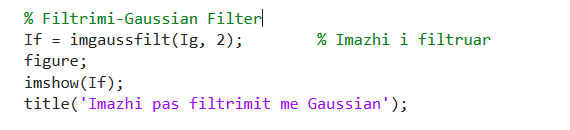 % Filtrimi-Gaussian Filter
If = imgaussfilt(Ig, 2);        % Imazhi i filtruar
figure;
imshow(If);
title('Imazhi pas filtrimit me Gaussian');